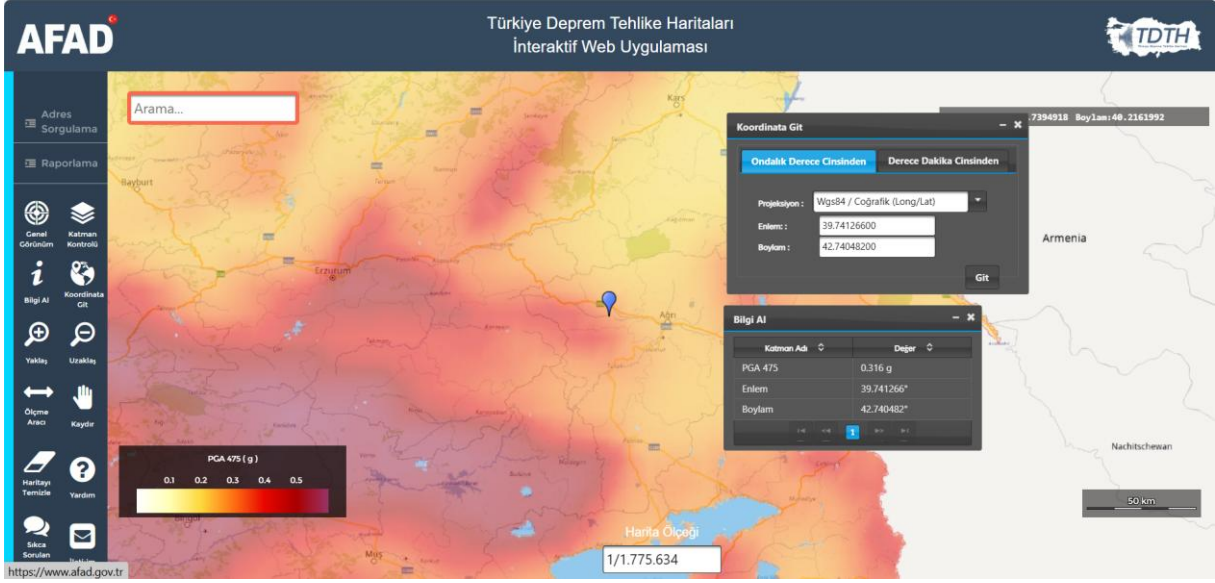 AFAD
Türkiye Deprem Tehlike Haritaları
İnteraktif Web Uygulaması
TDTH
Adres
Sorgulama
Raporlama
Genel
Görünüm
Katman
Kontrolü
Bilgi Al
Koordinata
Git
Yaklaş
Uzaklaş
Ölçme
Aracı
Kaydır
Haritayı
Temizle
Yardım
Sıkca
Sorulan
İletişim
https://www.afad.gov.tr
Arama...
Kars
Bayburt
Erzurum
Ağrı
Muş
Bingöl
Armenia
Nachitschewan
.7394918 Boylam:40.2161992
Koordinata Git
Ondalık Derece Cinsinden
Derece Dakika Cinsinden
Projeksiyon :
Wgs84 / Coğrafik (Long/Lat)
Enlem: :
39.74126600
Boylam :
42.74048200
Git
Bilgi Al
Katman Adı
Değer
PGA 475
0.316 g
Enlem
39.741266°
Boylam
42.740482°
1
PGA 475 ( g )
0.1 0.2 0.3 0.4 0.5
50 km
Harita Ölçeği
1/1.775.634